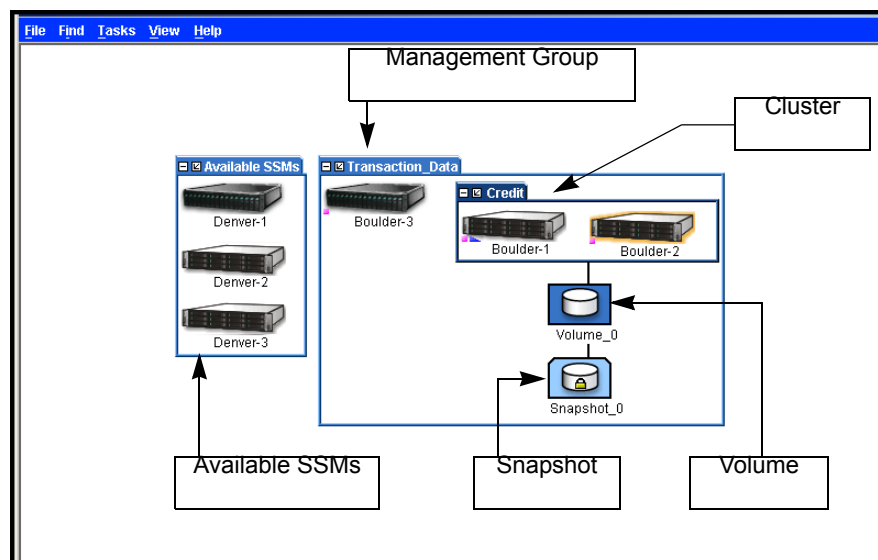 File Find Tasks View Help
Management Group
Cluster
Available SSMs
Transaction_Data
Credit
Denver-1
Boulder-3
Boulder-1
Boulder-2
Denver-2
Denver-3
Volume_0
Snapshot_0
Available SSMs
Snapshot
Volume